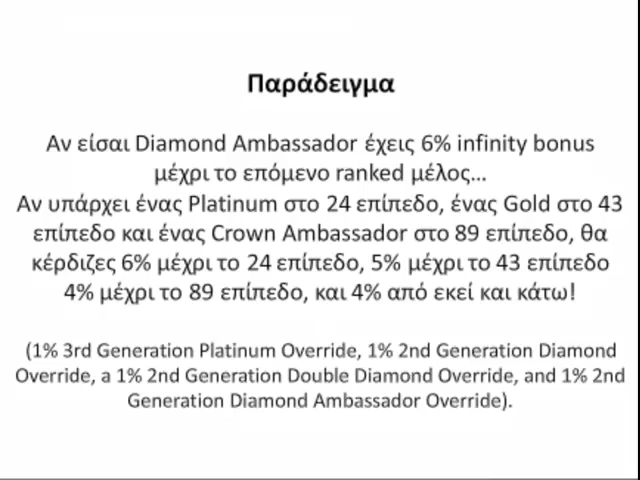 Παράδειγμα
Αν είσαι Diamond Ambassador έχεις 6% infinity bonus
μέχρι το επόμενο ranked μέλος…
Αν υπάρχει ένας Platinum στο 24 επίπεδο, ένας Gold στο 43
επίπεδο και ένας Crown Ambassador στο 89 επίπεδο, θα
κέρδιζες 6% μέχρι το 24 επίπεδο, 5% μέχρι το 43 επίπεδο
4% μέχρι το 89 επίπεδο, και 4% από εκεί και κάτω!
(1% 3rd Generation Platinum Override, 1% 2nd Generation Diamond
Override, a 1% 2nd Generation Double Diamond Override, and 1% 2nd
Generation Diamond Ambassador Override).